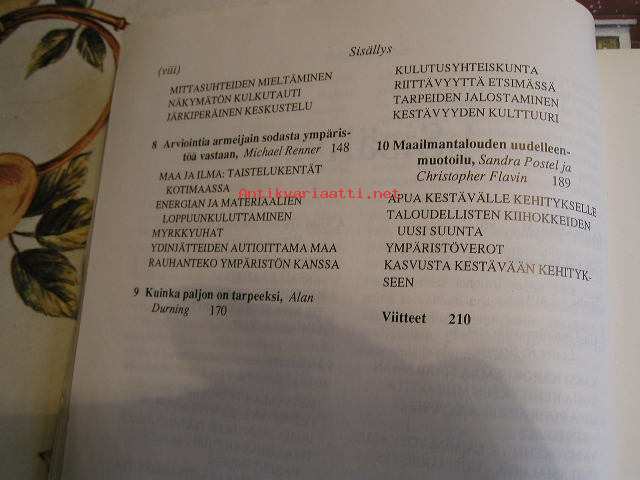 Sisällys
(viii)
MITTASUHTEIDEN MIELTÄMINEN
NÄKYMÄTÖN KULKUTAUTI
JÄRKIPERÄINEN KESKUSTELU
8 Arviointia armeijain sodasta ympäris-
töä vastaan, Michael Renner 148
MAA JA ILMA: TAISTELUKENTÄT
KOTIMAASSA
ENERGIAN JA MATERIAALIEN
LOPPUUNKULUTTAMINEN
MYRKKYUHAT
YDINJÄTTEIDEN AUTIOITTAMA MAA
RAUHANTEKO YMPÄRISTÖN KANSSA
9 Kuinka paljon on tarpeeksi, Alan
Durning 170
KULUTUSYHTEISKUNTA
RIITTÄVYYTTÄ ETSIMÄSSÄ
TARPEIDEN JALOSTAMINEN
KESTÄVYYDEN KULTTUURI
10 Maailmantalouden uudelleen-
muotoilu, Sandra Postel ja
Christopher Flavin 189
APUA KESTÄVÄLLE KEHITYKSELLE
TALOUDELLISTEN KIIHOKKEIDEN
UUSI SUUNTA
YMPÄRISTÖVEROT
KASVUSTA KESTÄVÄÄN KEHITYK-
SEEN
Viitteet 210
antikvariaatti.net